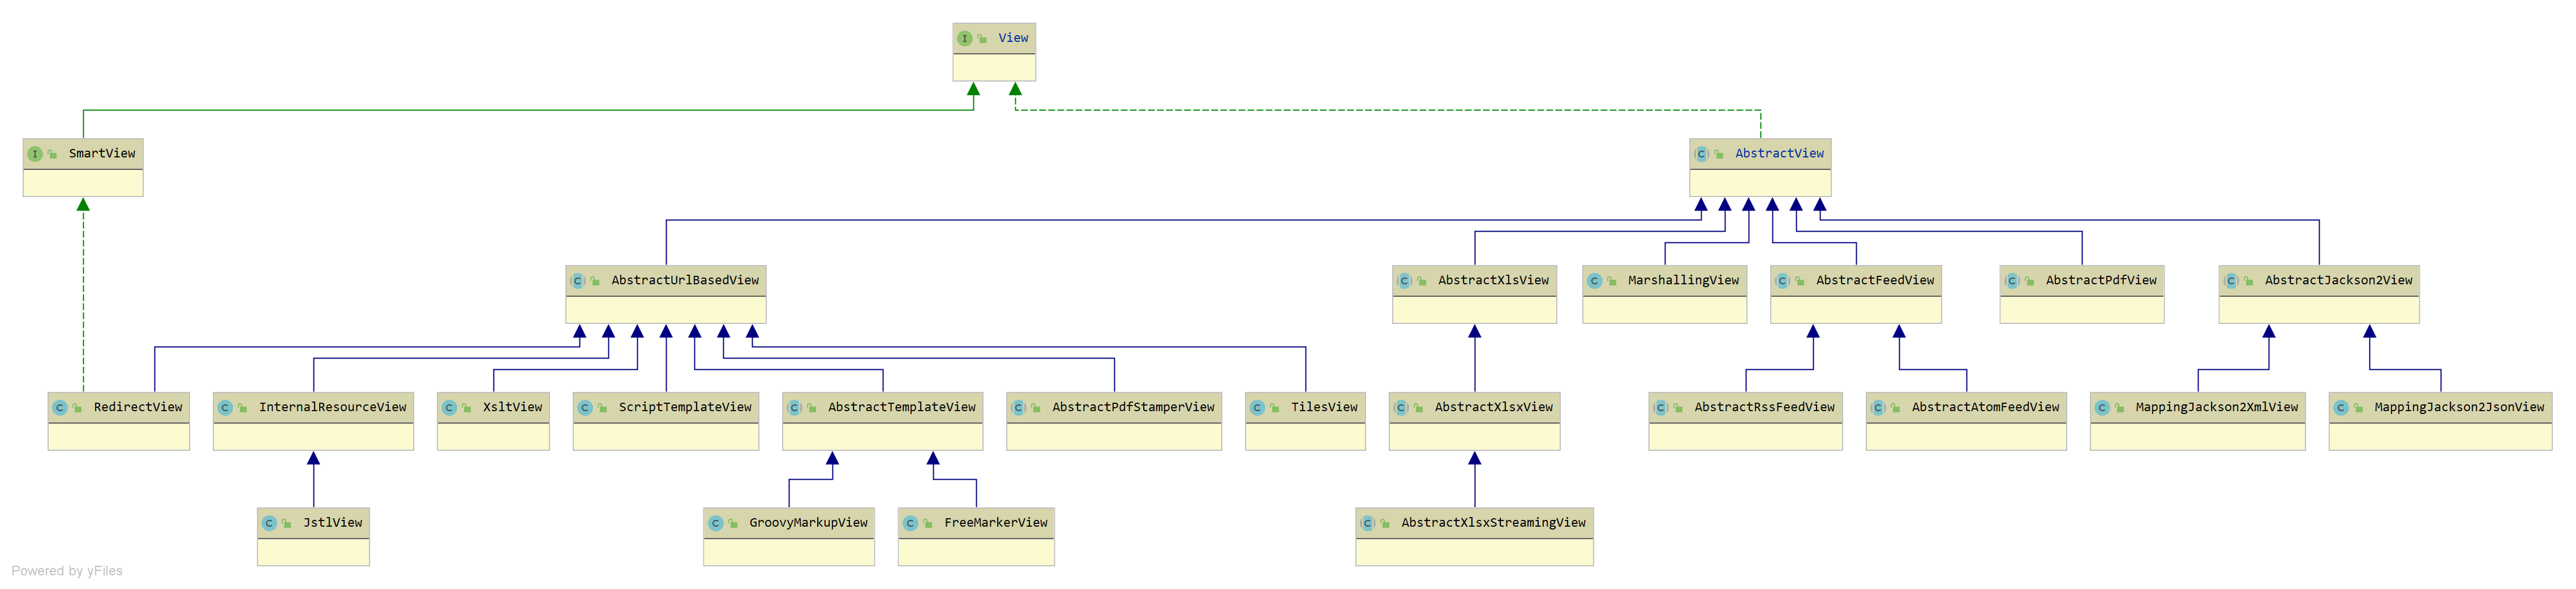 I View
I SmartView
C AbstractView
C AbstractUrlBasedView
C AbstractXlsView
C MarshallingView
C AbstractFeedView
C AbstractPdfView
C AbstractJackson2View
C RedirectView
C InternalResourceView
C XsltView
C ScriptTemplateView
C AbstractTemplateView
C AbstractPdfStamperView
C TilesView
C AbstractXlsxView
C AbstractRssFeedView
C AbstractAtomFeedView
C MappingJackson2XmlView
C MappingJackson2JsonView
C JstlView
C GroovyMarkupView
C FreeMarkerView
C AbstractXlsxStreamingView
Powered by yFiles